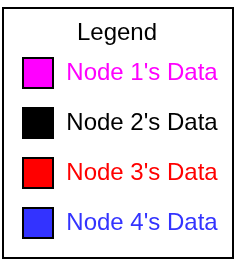 Legend
Node 1's Data
Node 2's Data
Node 3's Data
Node 4's Data